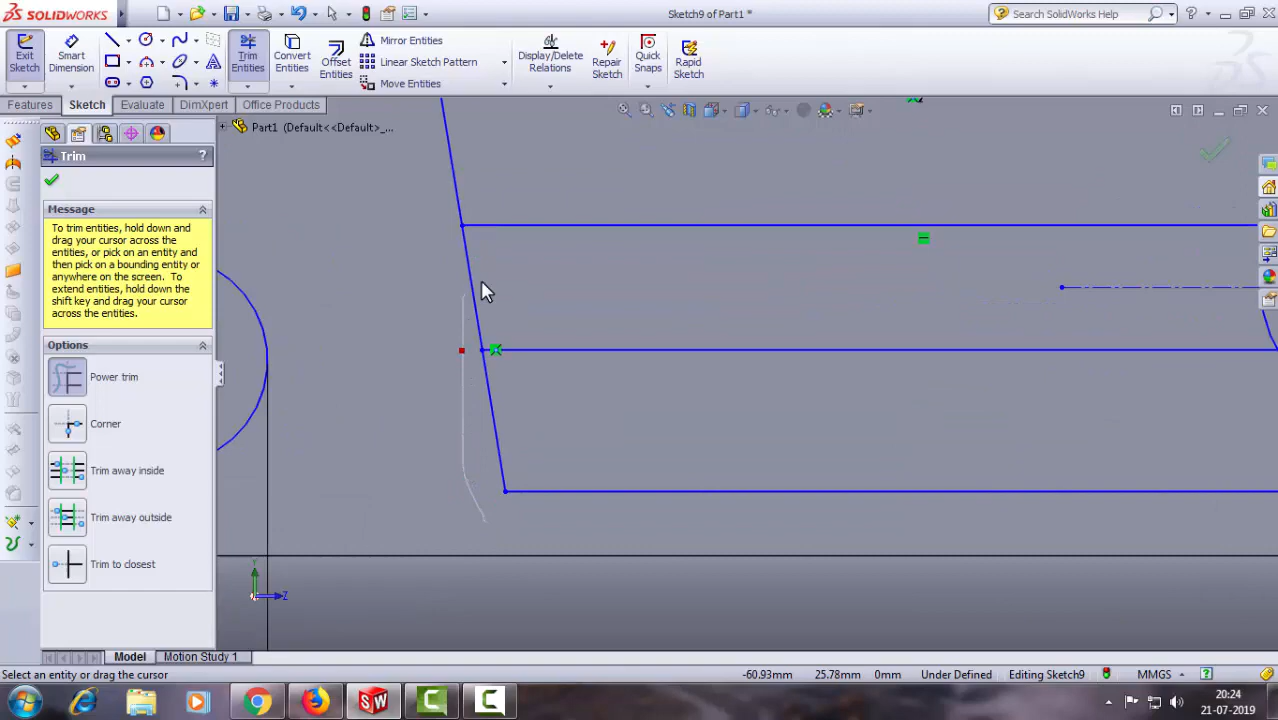 SOLIDWORKS
Sketch9 of Part1 *
Search SolidWorks Help
Exit Sketch
Smart Dimension
Trim Entities
Convert Entities
Offset Entities
Mirror Entities
Linear Sketch Pattern
Move Entities
Display/Delete Relations
Repair Sketch
Quick Snaps
Rapid Sketch
Features
Sketch
Evaluate
DimXpert
Office Products
Part1 (Default<<Default>_...
Trim
?
Message
To trim entities, hold down and
drag your cursor across the
entities, or pick on an entity and
then pick on a bounding entity or
anywhere on the screen. To
extend entities, hold down the
shift key and drag your cursor
across the entities.
Options
Power trim
Corner
Trim away inside
Trim away outside
Trim to closest
Y
Z
Model
Motion Study 1
Select an entity or drag the cursor
-60.93mm
25.78mm
0mm
Under Defined
Editing Sketch9
MMGS
?
20:24
21-07-2019